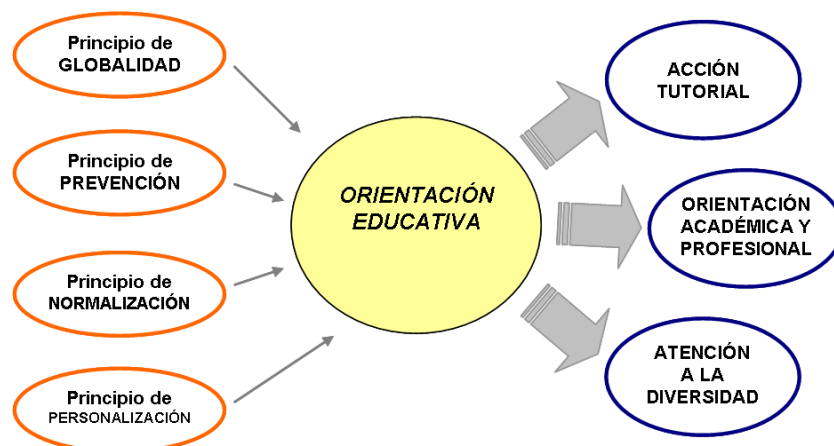 Principio de
GLOBALIDAD
Principio de
PREVENCIÓN
Principio de
NORMALIZACIÓN
Principio de
PERSONALIZACIÓN
ORIENTACIÓN
EDUCATIVA
ACCIÓN
TUTORIAL
ORIENTACIÓN
ACADÉMICA Y
PROFESIONAL
ATENCIÓN
A LA
DIVERSIDAD